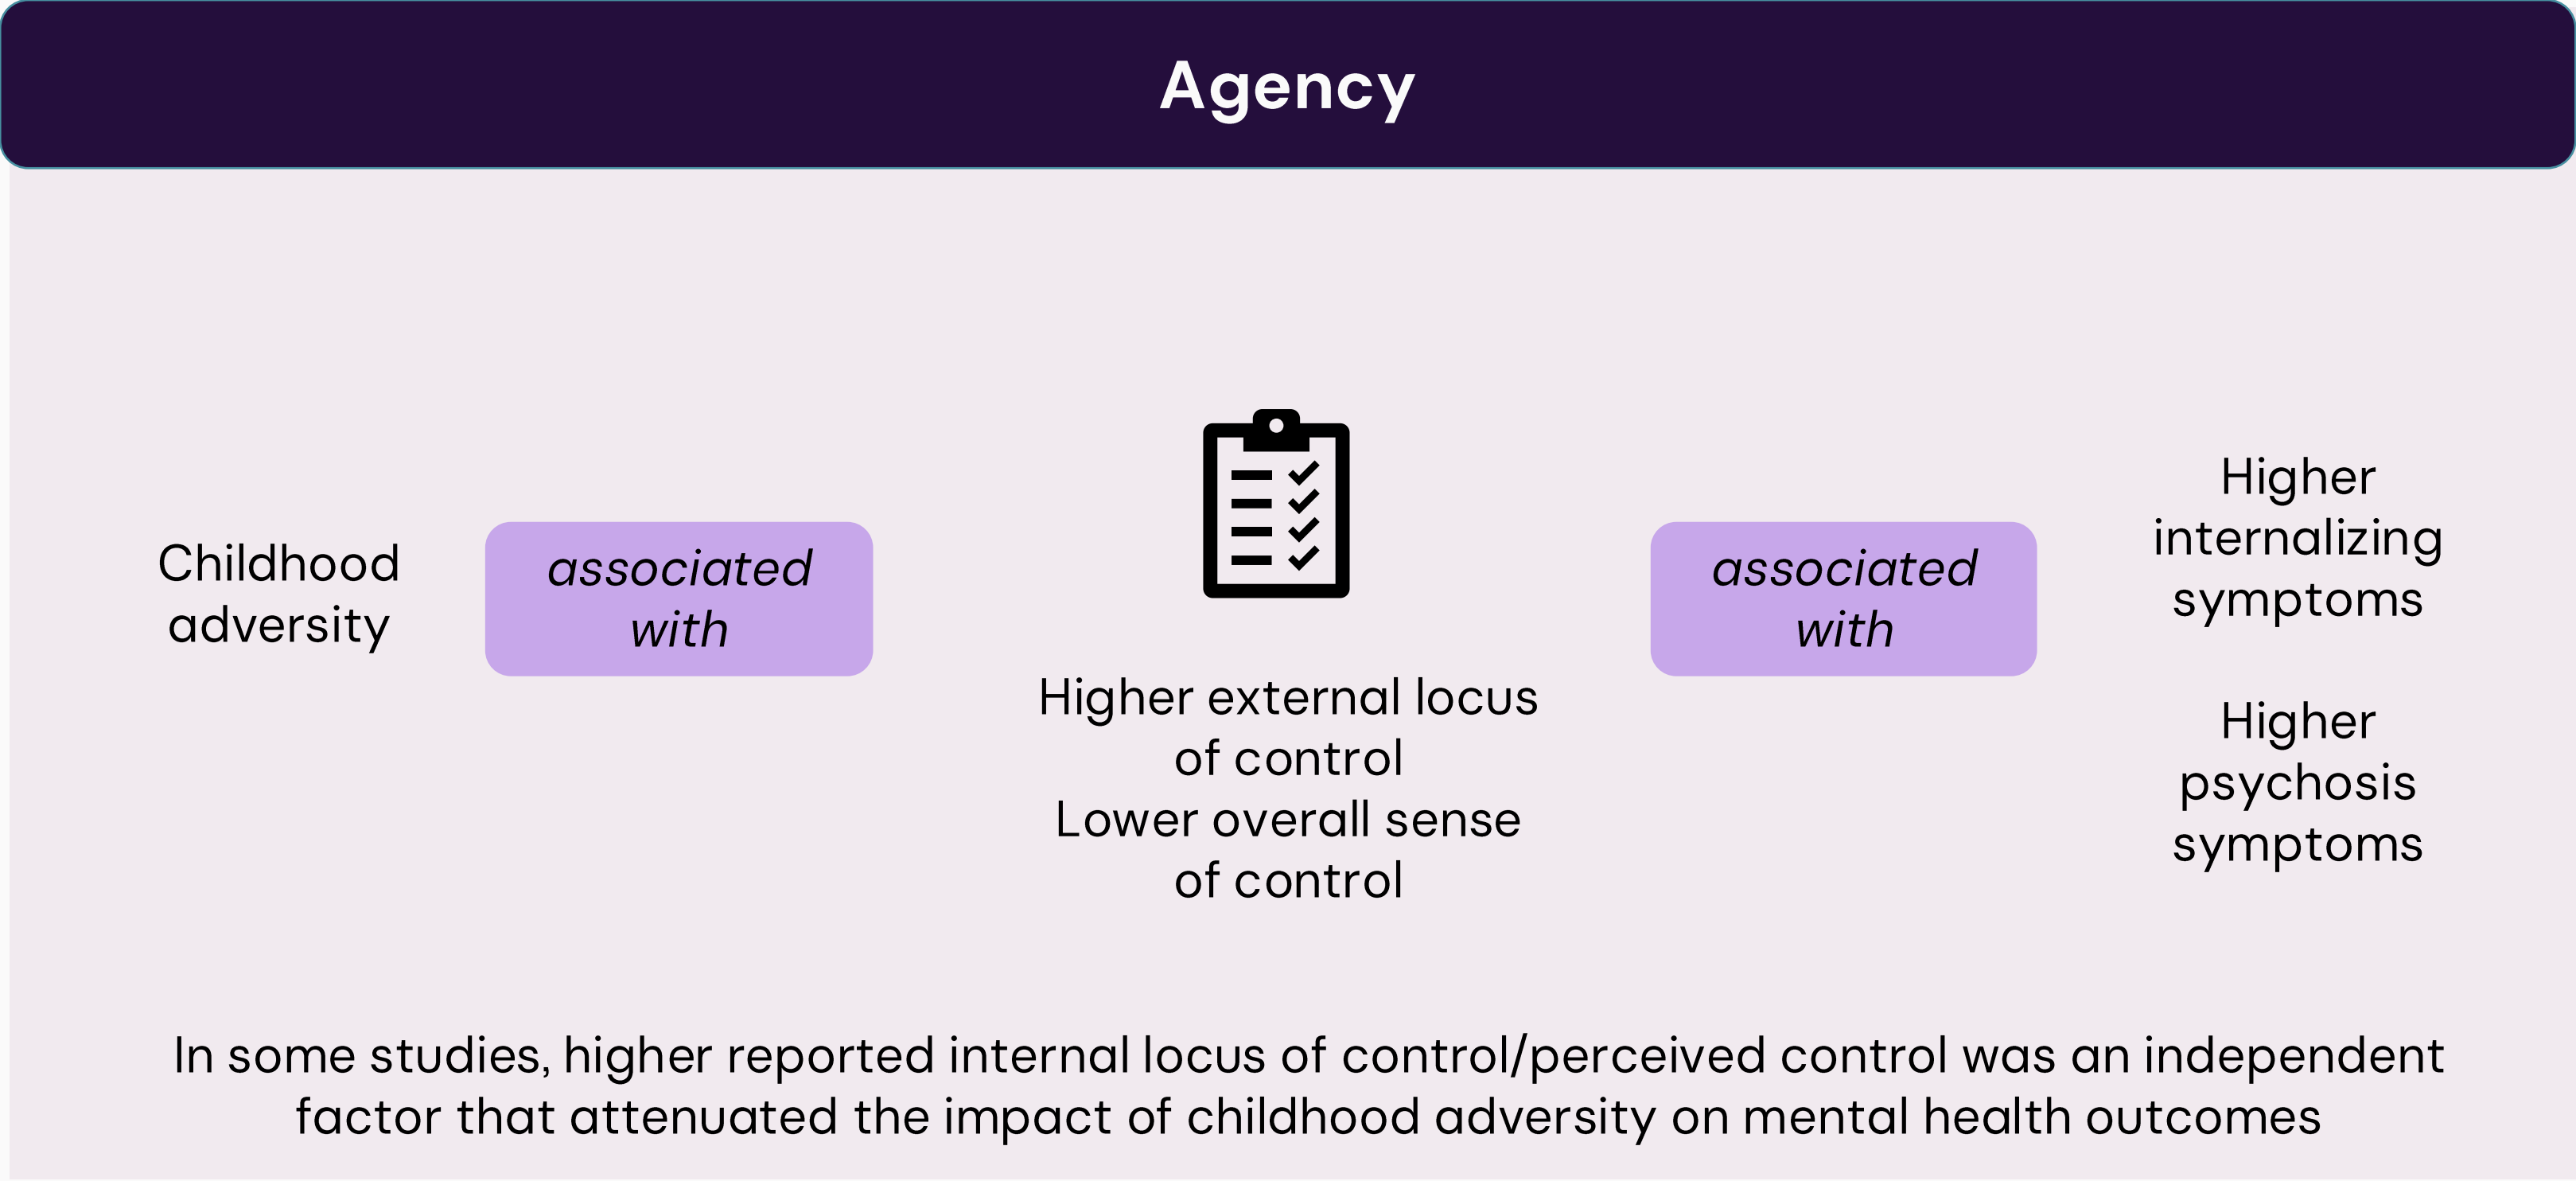 Agency
Childhood
adversity
associated
with
Higher external locus
of control
Lower overall sense
of control
associated
with
Higher
internalizing
symptoms
Higher
psychosis
symptoms
In some studies, higher reported internal locus of control/perceived control was an independent
factor that attenuated the impact of childhood adversity on mental health outcomes